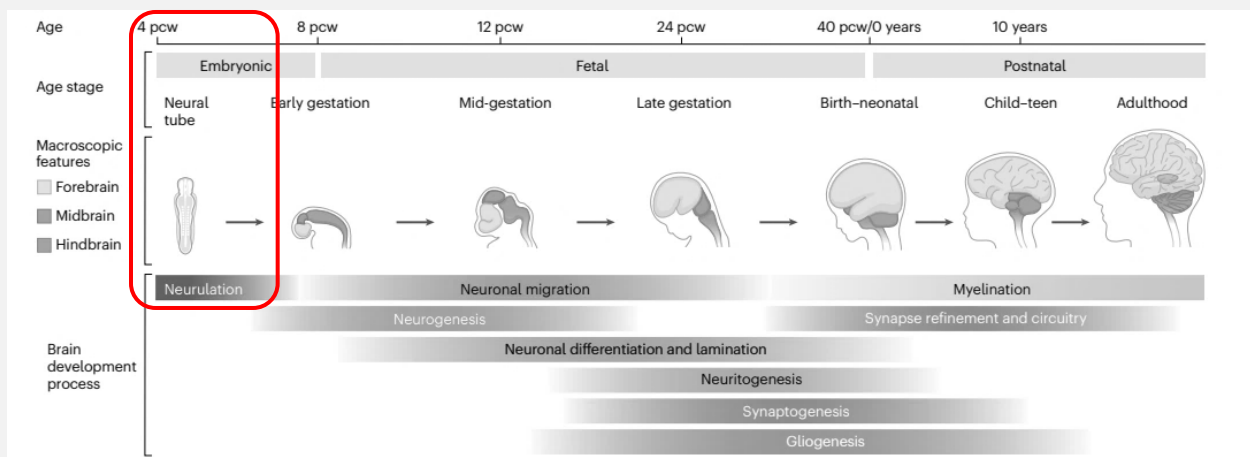 Age 4 pcw 8 pcw 12 pcw 24 pcw 40 pcw/0 years 10 years
Age stage
Embryonic Fetal Postnatal
Neural
tube
Early gestation Mid-gestation Late gestation Birth–neonatal Child–teen Adulthood
Macroscopic
features
Forebrain
Midbrain
Hindbrain
Brain
development
process
Neurulation Neuronal migration Myelination
Neurogenesis Synapse refinement and circuitry
Neuronal differentiation and lamination
Neuritogenesis
Synaptogenesis
Gliogenesis